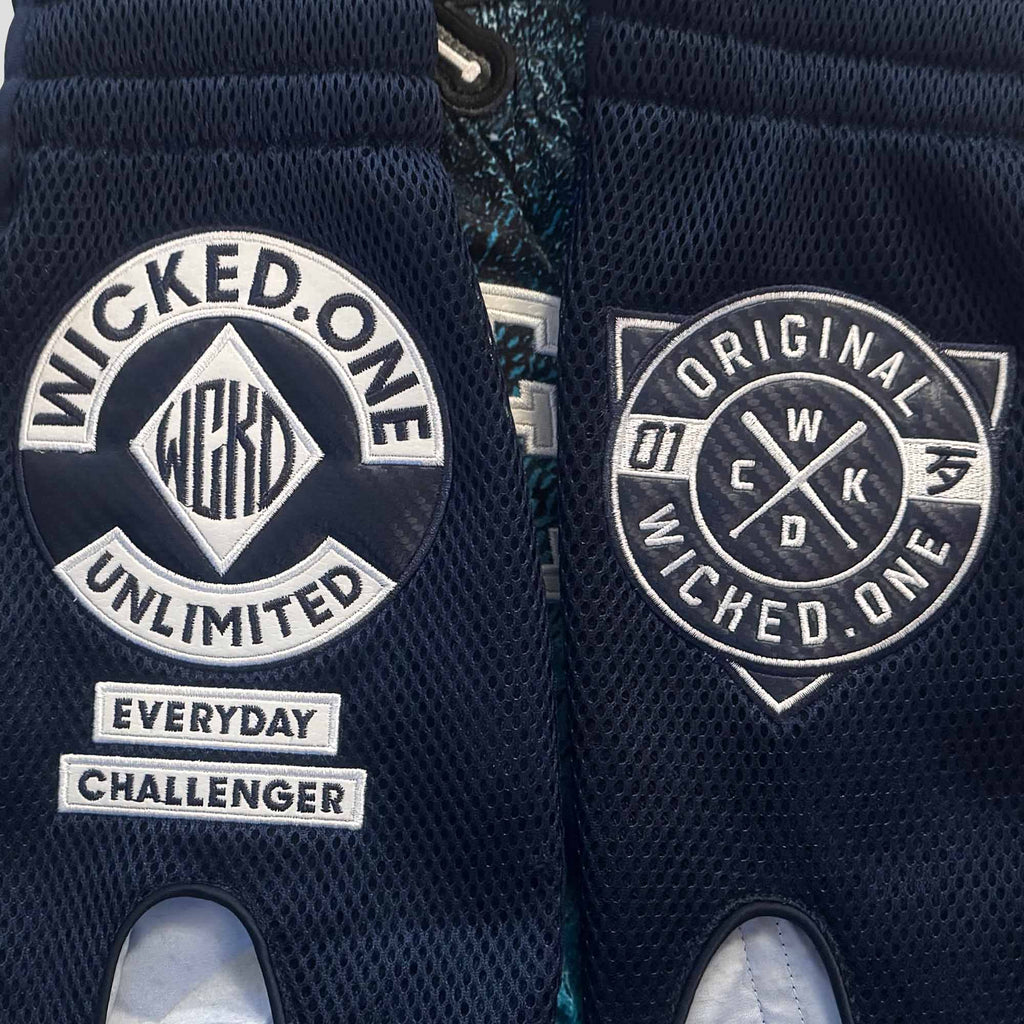 WICKED.ONE
WCKD
UNLIMITED
EVERYDAY
CHALLENGER
ORIGINAL
01
W
C K
D
WICKED.ONE